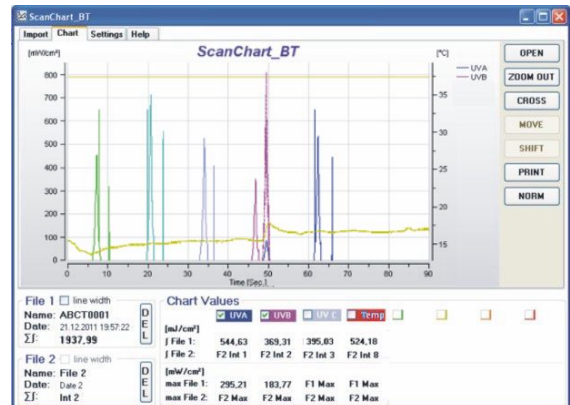 ScanChart_BT
Import Chart Settings Help
[mW/cm²] ScanChart_BT [°C]
UVA
UVB
800
700
600
500
400
300
200
100
0
35
30
25
20
15
0 10 20 30 40 50 60 70 80 90
Time [Sec.]
OPEN
ZOOM OUT
CROSS
MOVE
SHIFT
PRINT
NORM
File 1 line width
Name: ABCT0001
Date: 21.12.2011 19:57:22
Σ∫: 1937,99
DEL
File 2 line width
Name: File 2
Date: Date 2
Σ∫: Int 2
DEL
Chart Values
UVA UVB UV C Temp
[mJ/cm²]
∫ File 1: 544,63 369,31 395,03 524,18
∫ File 2: F2 Int 1 F2 Int 2 F2 Int 3 F2 Int 8
[mW/cm²]
max File 1: 295,21 183,77 F1 Max F1 Max
max File 2: F2 Max F2 Max F2 Max F2 Max